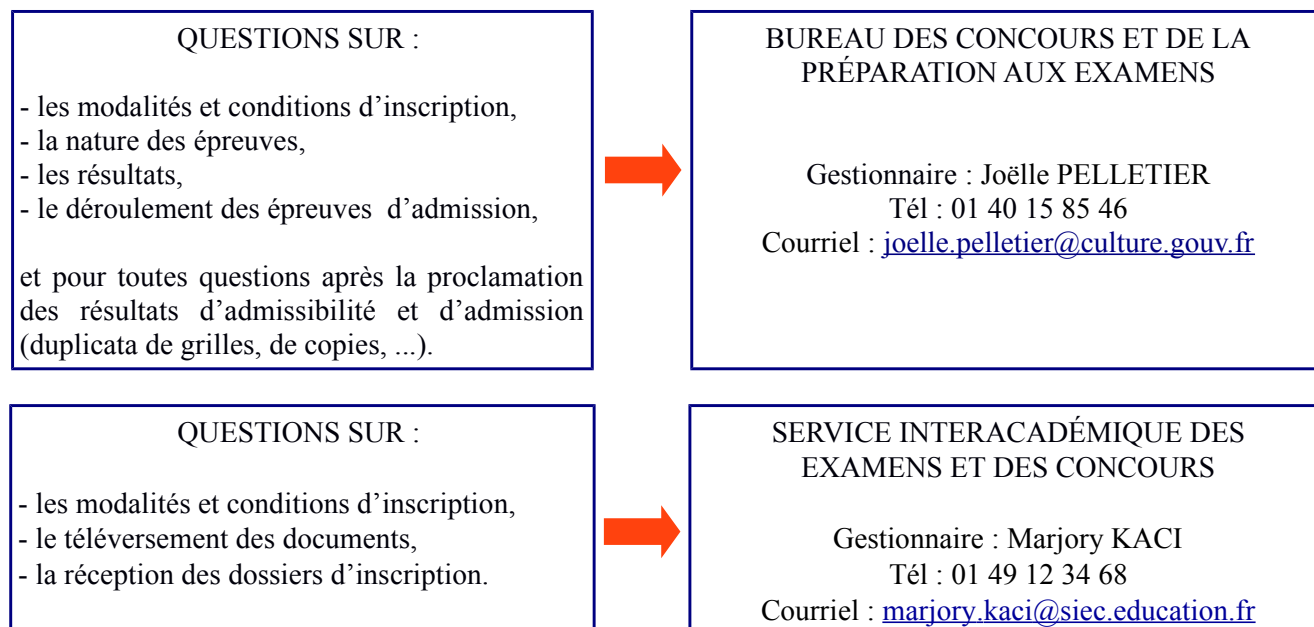 QUESTIONS SUR :
- les modalités et conditions d’inscription,
- la nature des épreuves,
- les résultats,
- le déroulement des épreuves  d’admission,
et pour toutes questions après la proclamation
des résultats d’admissibilité et d’admission
(duplicata de grilles, de copies, ...).
BUREAU DES CONCOURS ET DE LA
PRÉPARATION AUX EXAMENS
Gestionnaire : Joëlle PELLETIER
Tél : 01 40 15 85 46
Courriel : joelle.pelletier@culture.gouv.fr
QUESTIONS SUR :
- les modalités et conditions d’inscription,
- le téléversement des documents,
- la réception des dossiers d’inscription.
SERVICE INTERACADÉMIQUE DES
EXAMENS ET DES CONCOURS
Gestionnaire : Marjory KACI
Tél : 01 49 12 34 68
Courriel : marjory.kaci@siec.education.fr